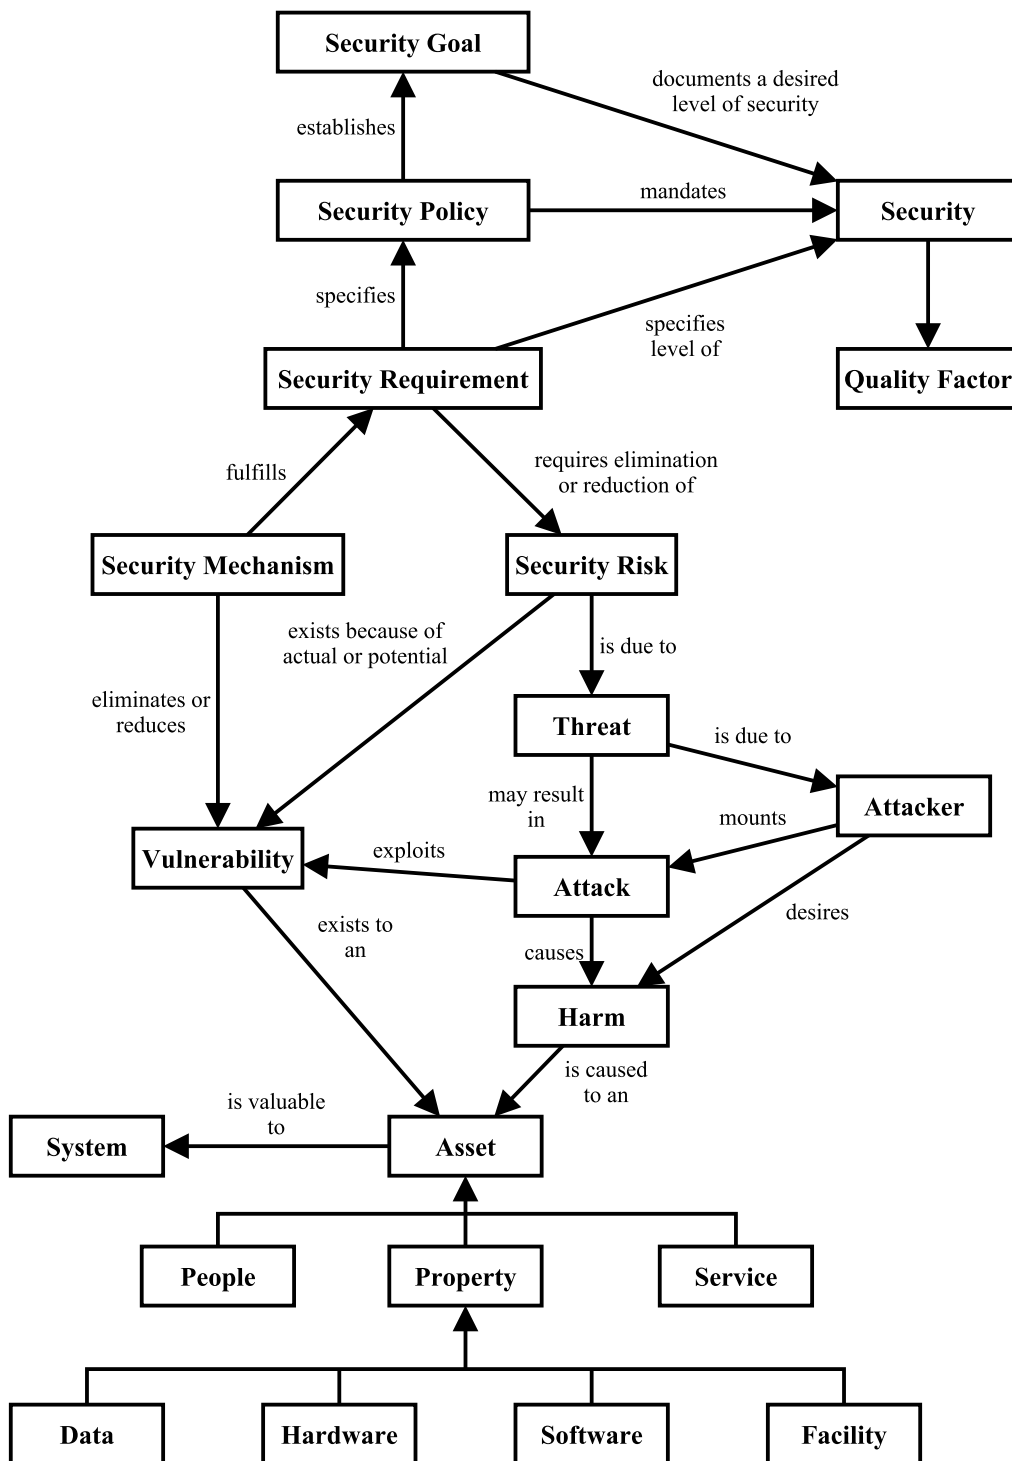 Security Goal
documents a desired
level of security
establishes
Security Policy
mandates
Security
specifies
specifies
level of
Security Requirement
Quality Factor
fulfills
requires elimination
or reduction of
Security Mechanism
Security Risk
exists because of
actual or potential
is due to
eliminates or
reduces
Threat
is due to
may result
in
Attacker
mounts
Vulnerability
exploits
Attack
desires
exists to
an
causes
Harm
is caused
to an
is valuable
to
System
Asset
People
Property
Service
Data
Hardware
Software
Facility